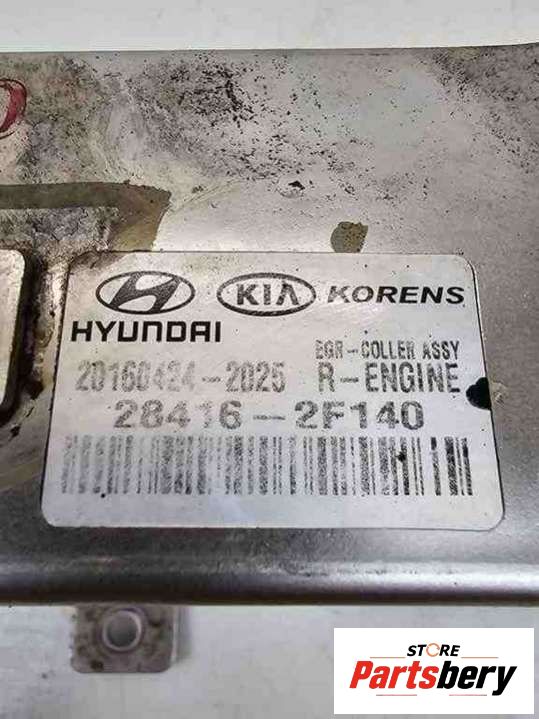 KIA KORENS
HYUNDAI
EGR-COLLER ASSY
20160424-2025 R-ENGINE
28416-2F140
STORE
Partsbery